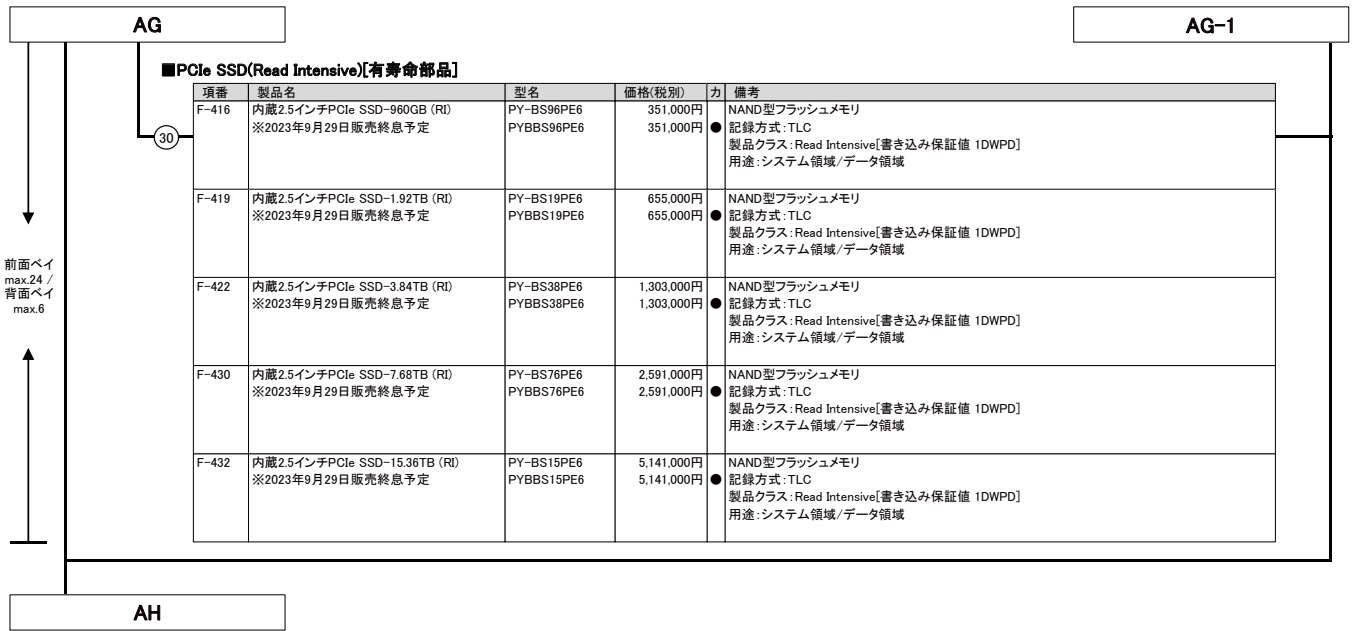 AG
AG-1
■PCIe SSD(Read Intensive)[有寿命部品]
項番 製品名 型名 価格(税別) カ 備考
F-416 内蔵2.5インチPCIe SSD-960GB (RI) PY-BS96PE6 351,000円 NAND型フラッシュメモリ
※2023年9月29日販売終息予定 PYBBS96PE6 351,000円 ● 記録方式:TLC
製品クラス:Read Intensive[書き込み保証値 1DWPD]
用途:システム領域/データ領域
30
F-419 内蔵2.5インチPCIe SSD-1.92TB (RI) PY-BS19PE6 655,000円 NAND型フラッシュメモリ
※2023年9月29日販売終息予定 PYBBS19PE6 655,000円 ● 記録方式:TLC
製品クラス:Read Intensive[書き込み保証値 1DWPD]
用途:システム領域/データ領域
前面ベイ
max.24 /
背面ベイ
max.6
F-422 内蔵2.5インチPCIe SSD-3.84TB (RI) PY-BS38PE6 1,303,000円 NAND型フラッシュメモリ
※2023年9月29日販売終息予定 PYBBS38PE6 1,303,000円 ● 記録方式:TLC
製品クラス:Read Intensive[書き込み保証値 1DWPD]
用途:システム領域/データ領域
F-430 内蔵2.5インチPCIe SSD-7.68TB (RI) PY-BS76PE6 2,591,000円 NAND型フラッシュメモリ
※2023年9月29日販売終息予定 PYBBS76PE6 2,591,000円 ● 記録方式:TLC
製品クラス:Read Intensive[書き込み保証値 1DWPD]
用途:システム領域/データ領域
F-432 内蔵2.5インチPCIe SSD-15.36TB (RI) PY-BS15PE6 5,141,000円 NAND型フラッシュメモリ
※2023年9月29日販売終息予定 PYBBS15PE6 5,141,000円 ● 記録方式:TLC
製品クラス:Read Intensive[書き込み保証値 1DWPD]
用途:システム領域/データ領域
AH